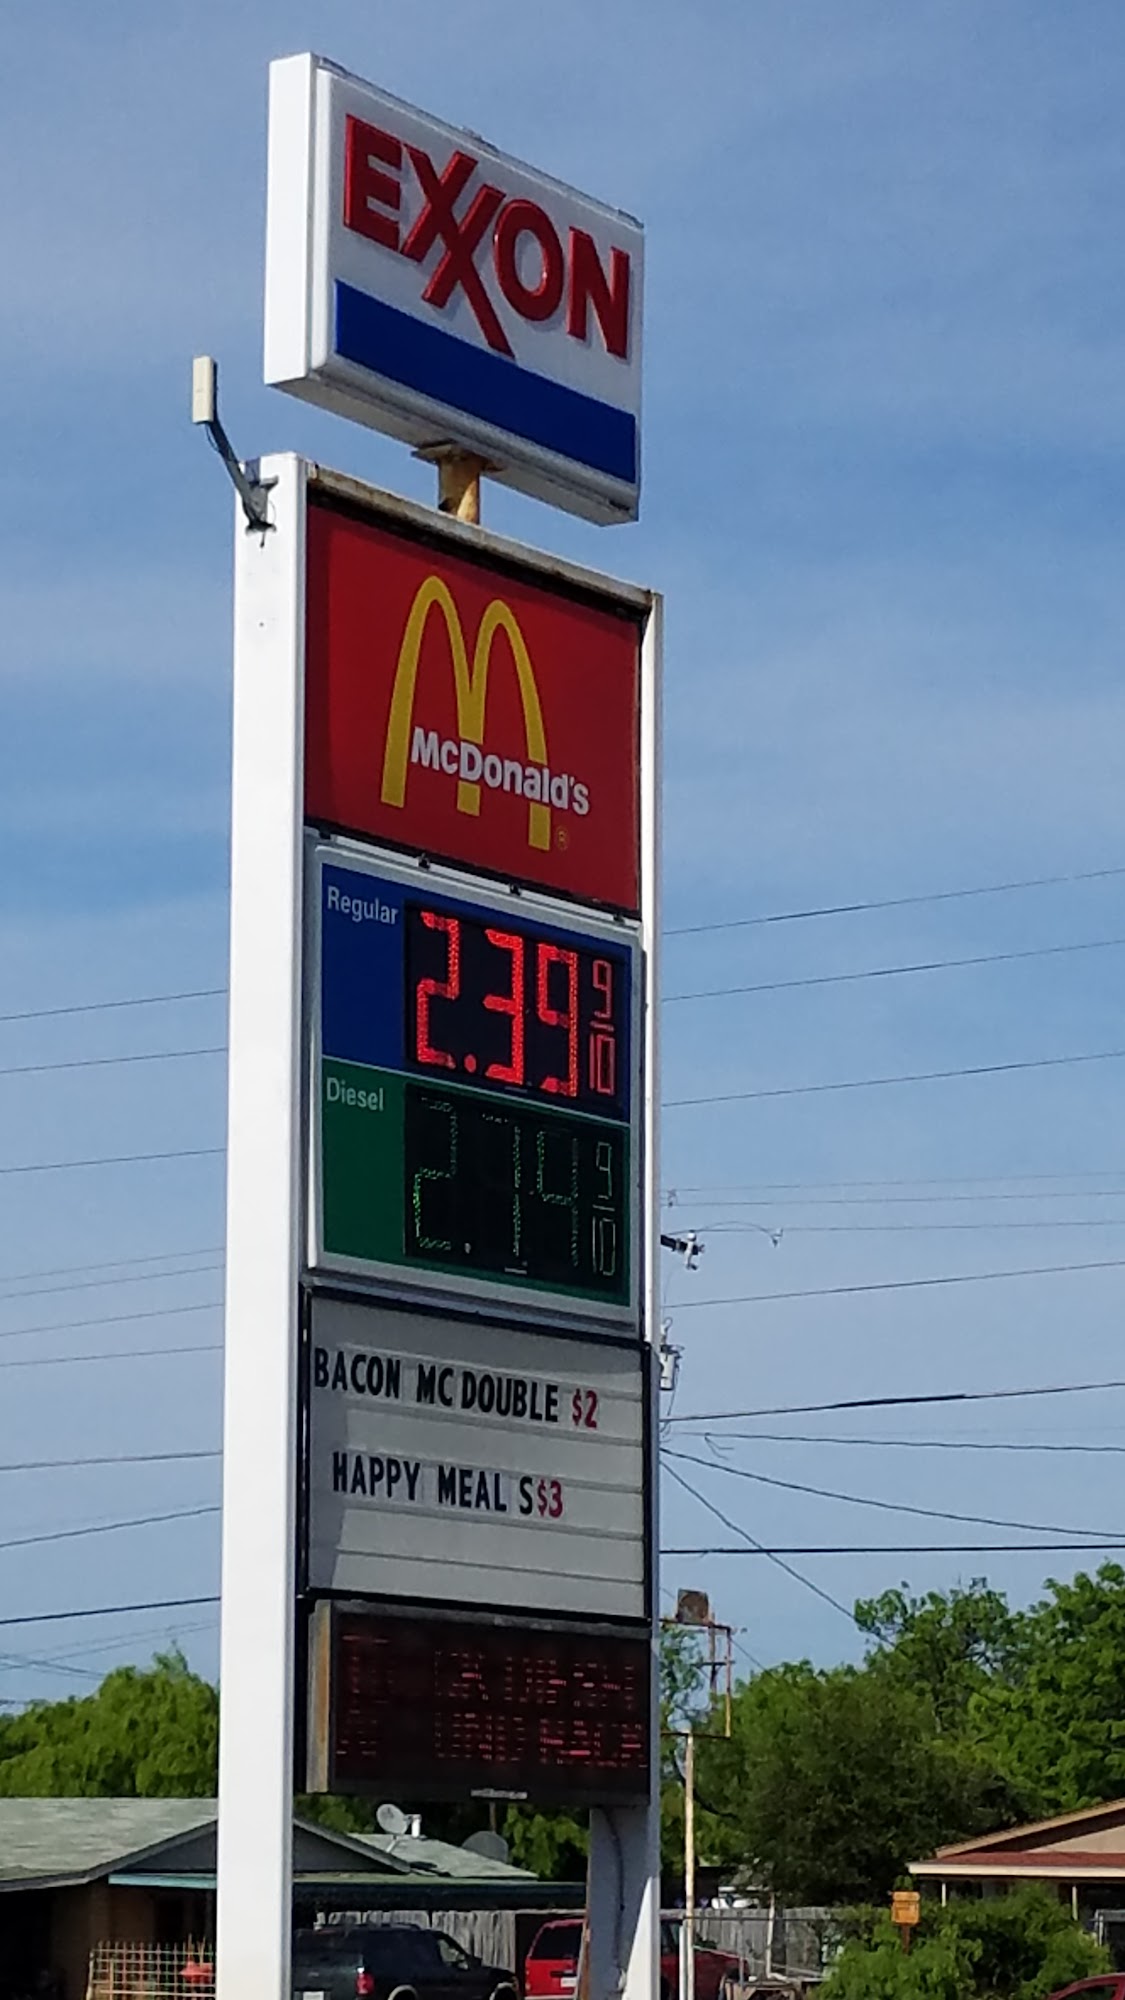 EXXON
McDonald's
®
Regular
2.39 9/10
Diesel
2.74 9/10
BACON MC DOUBLE $2
HAPPY MEAL S$3